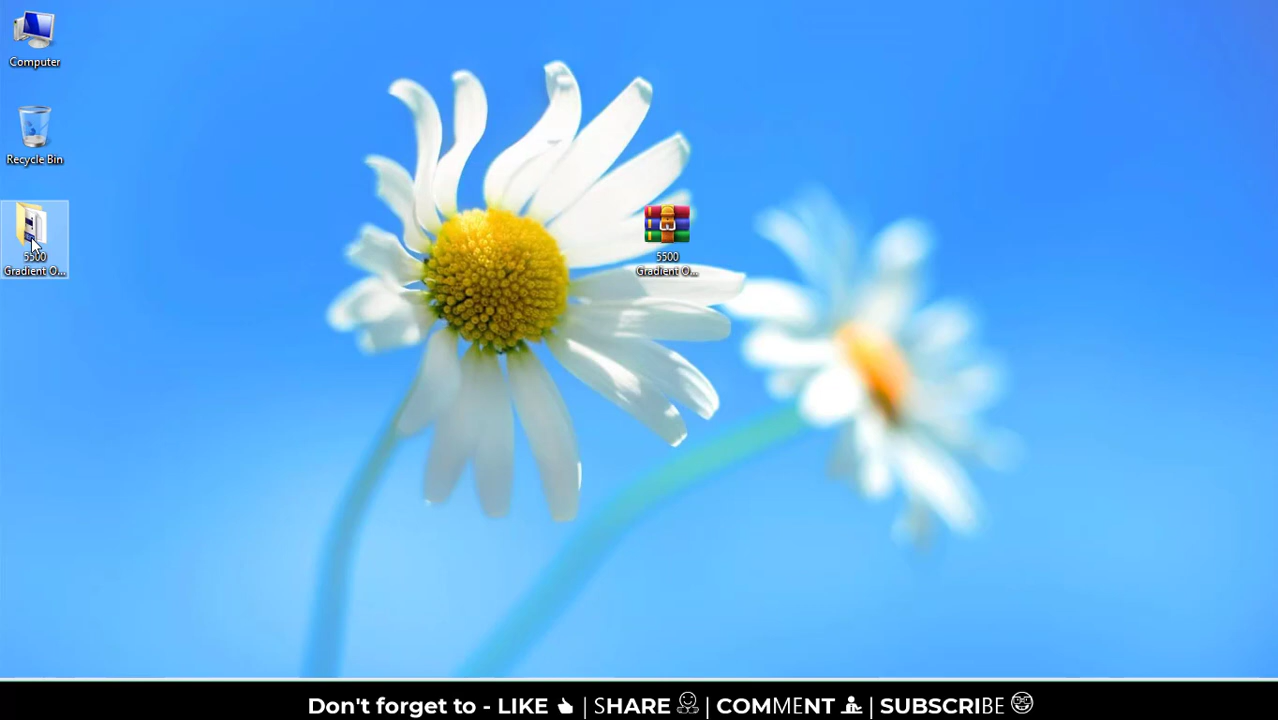 Computer
Recycle Bin
5500
Gradient O...
5500
Gradient O...
Don't forget to - LIKE | SHARE | COMMENT | SUBSCRIBE